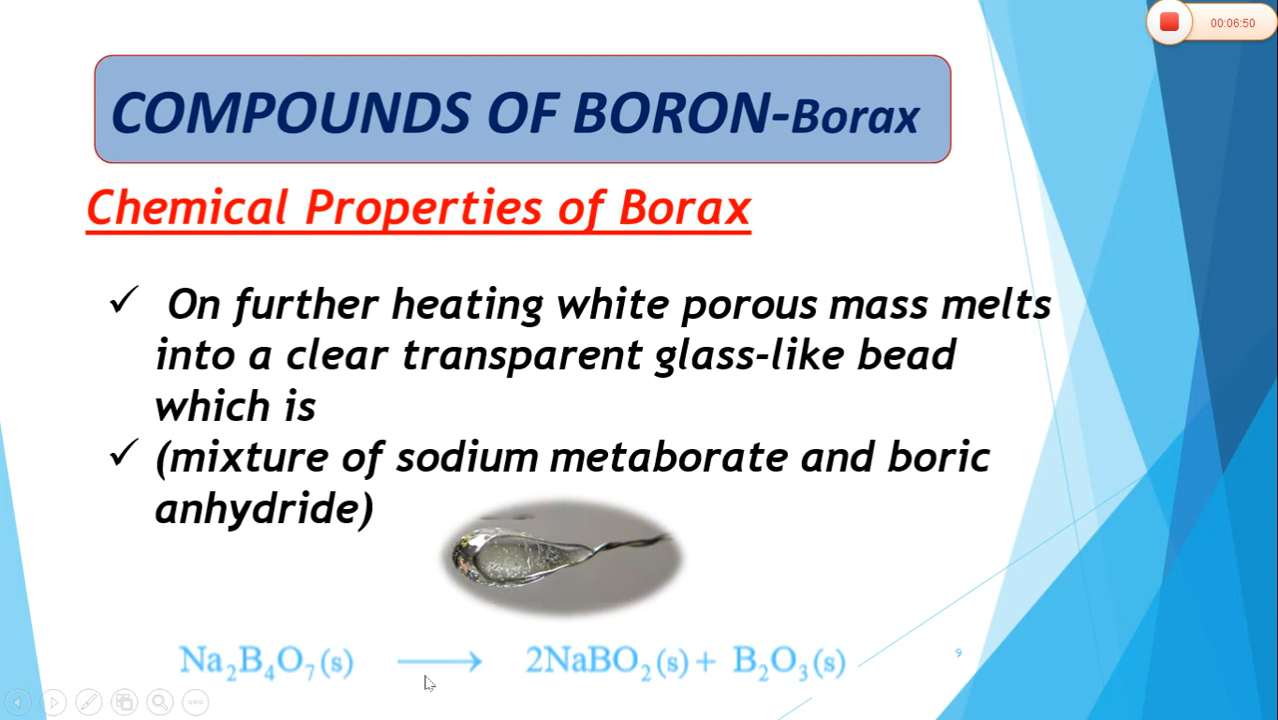 00:06:50
COMPOUNDS OF BORON-Borax
Chemical Properties of Borax
✓ On further heating white porous mass melts
into a clear transparent glass-like bead
which is
✓ (mixture of sodium metaborate and boric
anhydride)
Na₂B₄O₇(s) ⟶ 2NaBO₂(s) + B₂O₃(s)
9